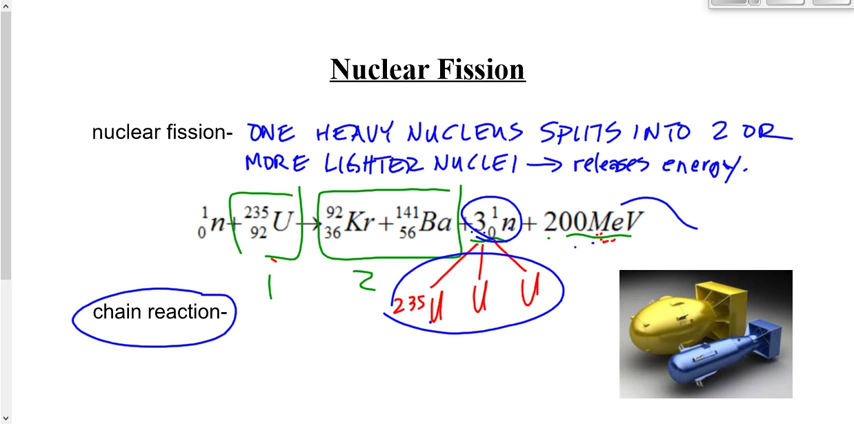 Nuclear Fission
nuclear fission- ONE HEAVY NUCLEUS SPLITS INTO 2 OR
MORE LIGHTER NUCLEI → releases energy.
¹₀n + ²³⁵₉₂U → ⁹²₃₆Kr + ¹⁴¹₅₆Ba + 3¹₀n + 200MeV
1 2 235U U U
chain reaction-